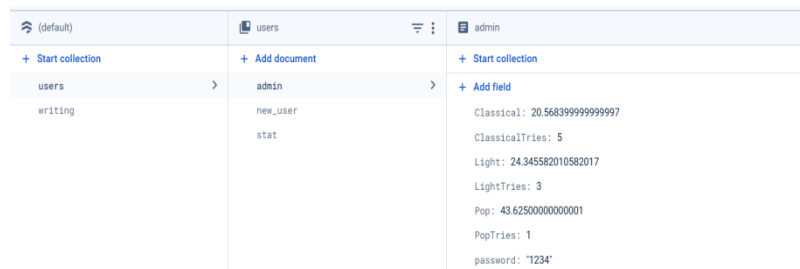 (default)
users
admin
+ Start collection
+ Add document
+ Start collection
users
admin
+ Add field
writing
new_user
stat
Classical: 20.568399999999997
ClassicalTries: 5
Light: 24.345582010582017
LightTries: 3
Pop: 43.62500000000001
PopTries: 1
password: "1234"